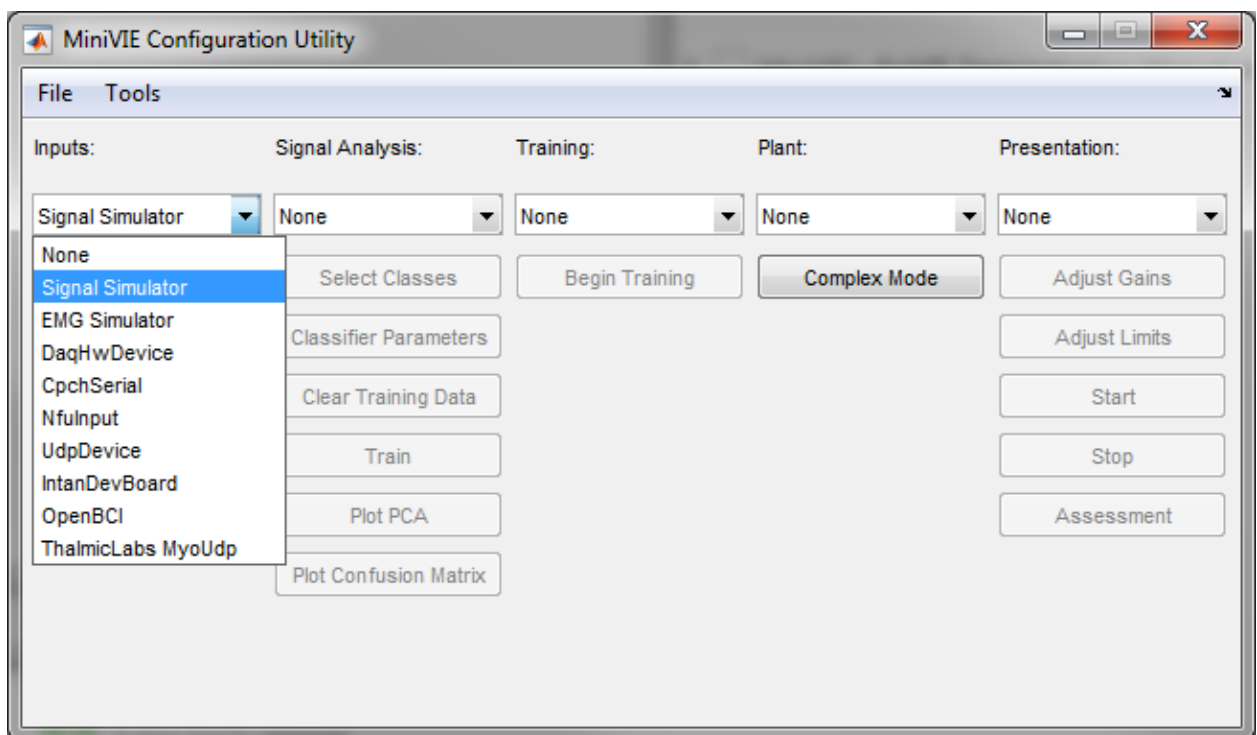 MiniVIE Configuration Utility
File Tools
Inputs: Signal Analysis: Training: Plant: Presentation:
Signal Simulator None None None None
None
Signal Simulator Select Classes Begin Training Complex Mode Adjust Gains
EMG Simulator Classifier Parameters Adjust Limits
DaqHwDevice
CpchSerial Clear Training Data Start
NfuInput
UdpDevice Train Stop
IntanDevBoard
OpenBCI Plot PCA Assessment
ThalmicLabs MyoUdp
Plot Confusion Matrix